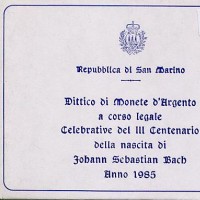 Repubblica di San Marino
Dittico di Monete d'Argento
a corso legale
Celebrative del III Centenario
della nascita di
Johann Sebastian Bach
Anno 1985